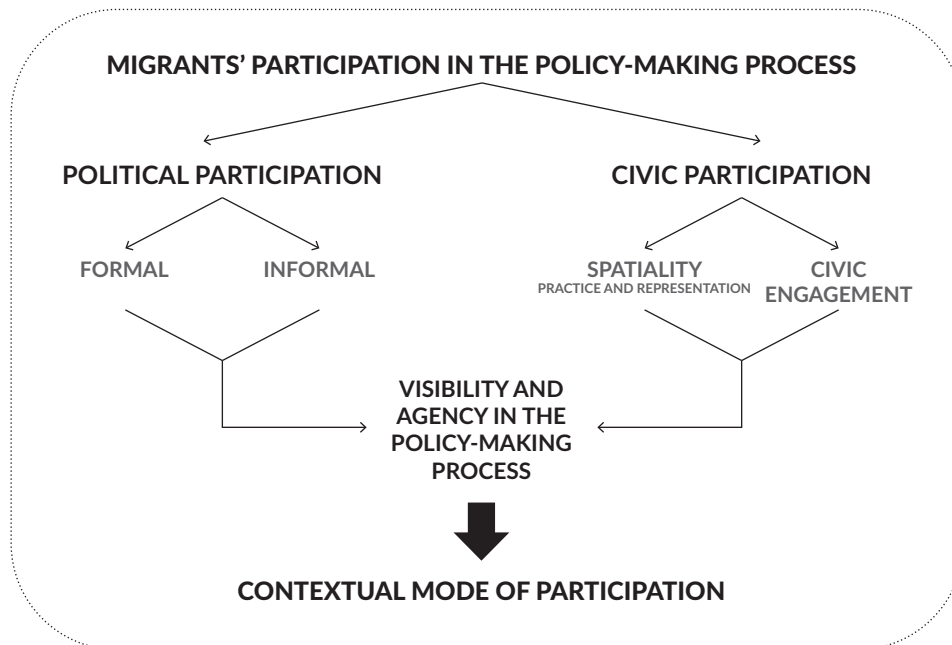 MIGRANTS’ PARTICIPATION IN THE POLICY-MAKING PROCESS
POLITICAL PARTICIPATION
CIVIC PARTICIPATION
FORMAL
INFORMAL
SPATIALITY
PRACTICE AND REPRESENTATION
CIVIC
ENGAGEMENT
VISIBILITY AND
AGENCY IN THE
POLICY-MAKING
PROCESS
CONTEXTUAL MODE OF PARTICIPATION